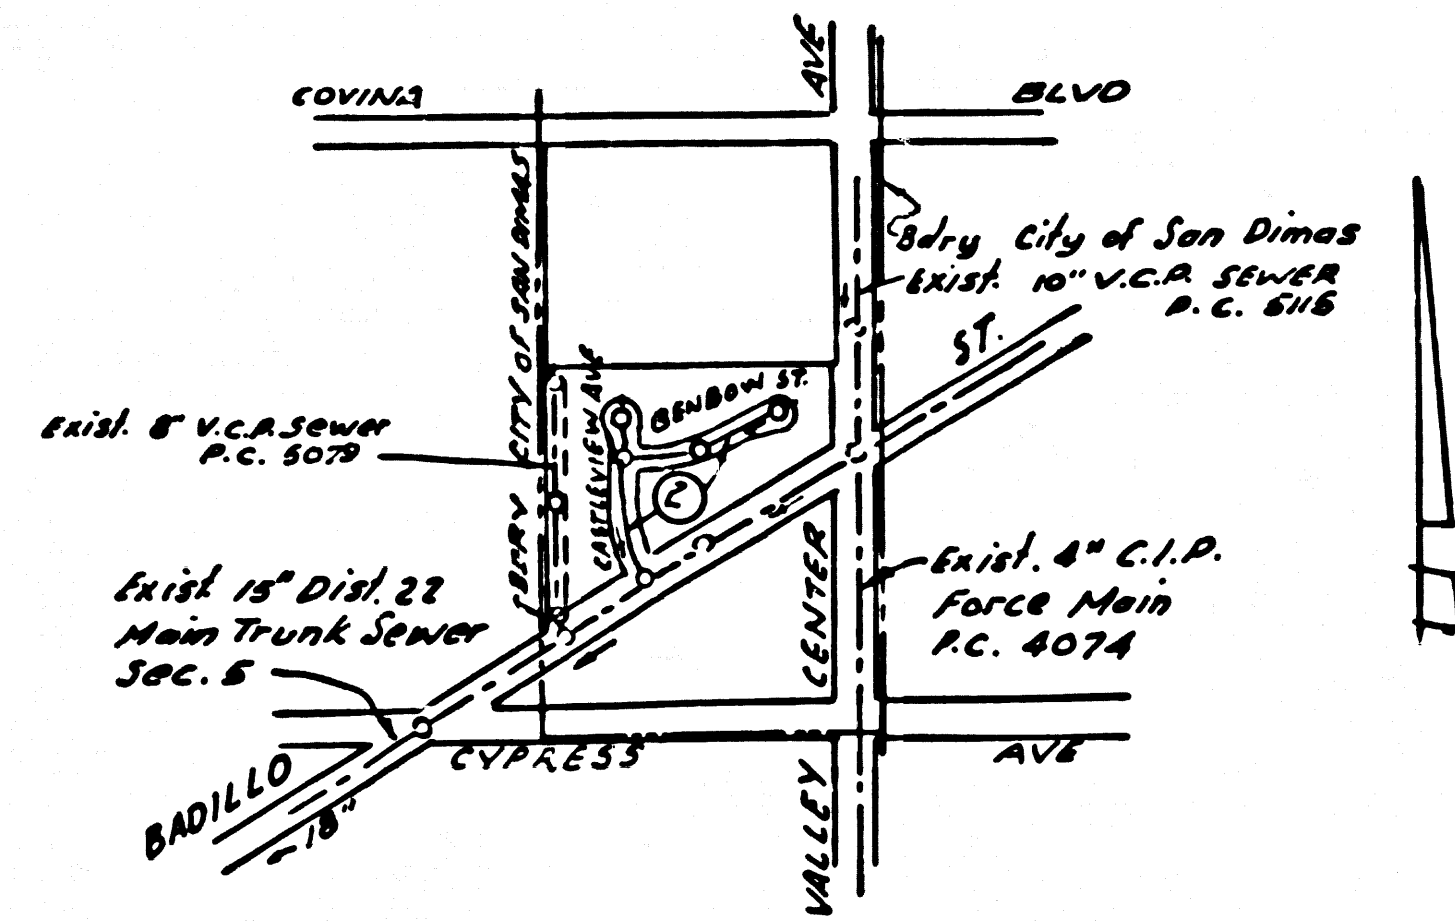 COVINA
AVE
BLVD
Bdry City of San Dimas
Exist. 10" V.C.P. SEWER
P.C. 5115
ST.
BDRY CITY OF SAN DIMAS
CASTLEVIEW AVE
BENBOW ST.
Exist. 8" V.C.P. Sewer
P.C. 5079
2
Exist 15" Dist. 22
Main Trunk Sewer
Sec. 5
CENTER
Exist. 4" C.I.P.
Force Main
P.C. 4074
CYPRESS
AVE
BADILLO
18"
VALLEY